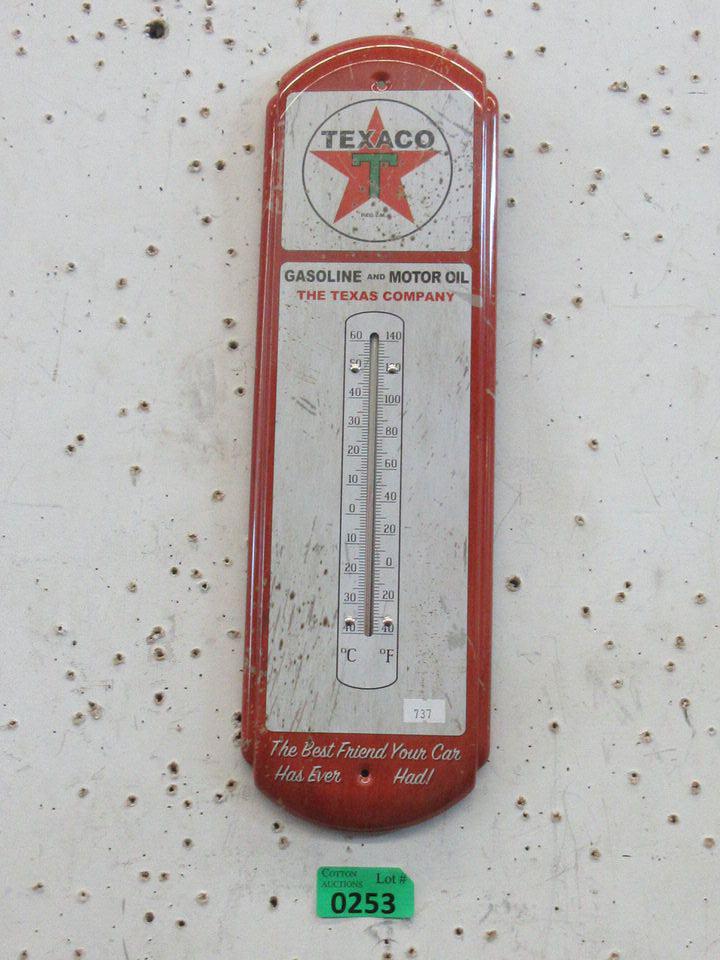 TEXACO
T
REG. T.M.
GASOLINE AND MOTOR OIL
THE TEXAS COMPANY
60 140
50 120
40 100
30 80
20 60
10 40
0 20
10 0
20 20
30 40
40
°C °F
737
The Best Friend Your Car
Has Ever Had!
COTTON AUCTIONS Lot #
0253